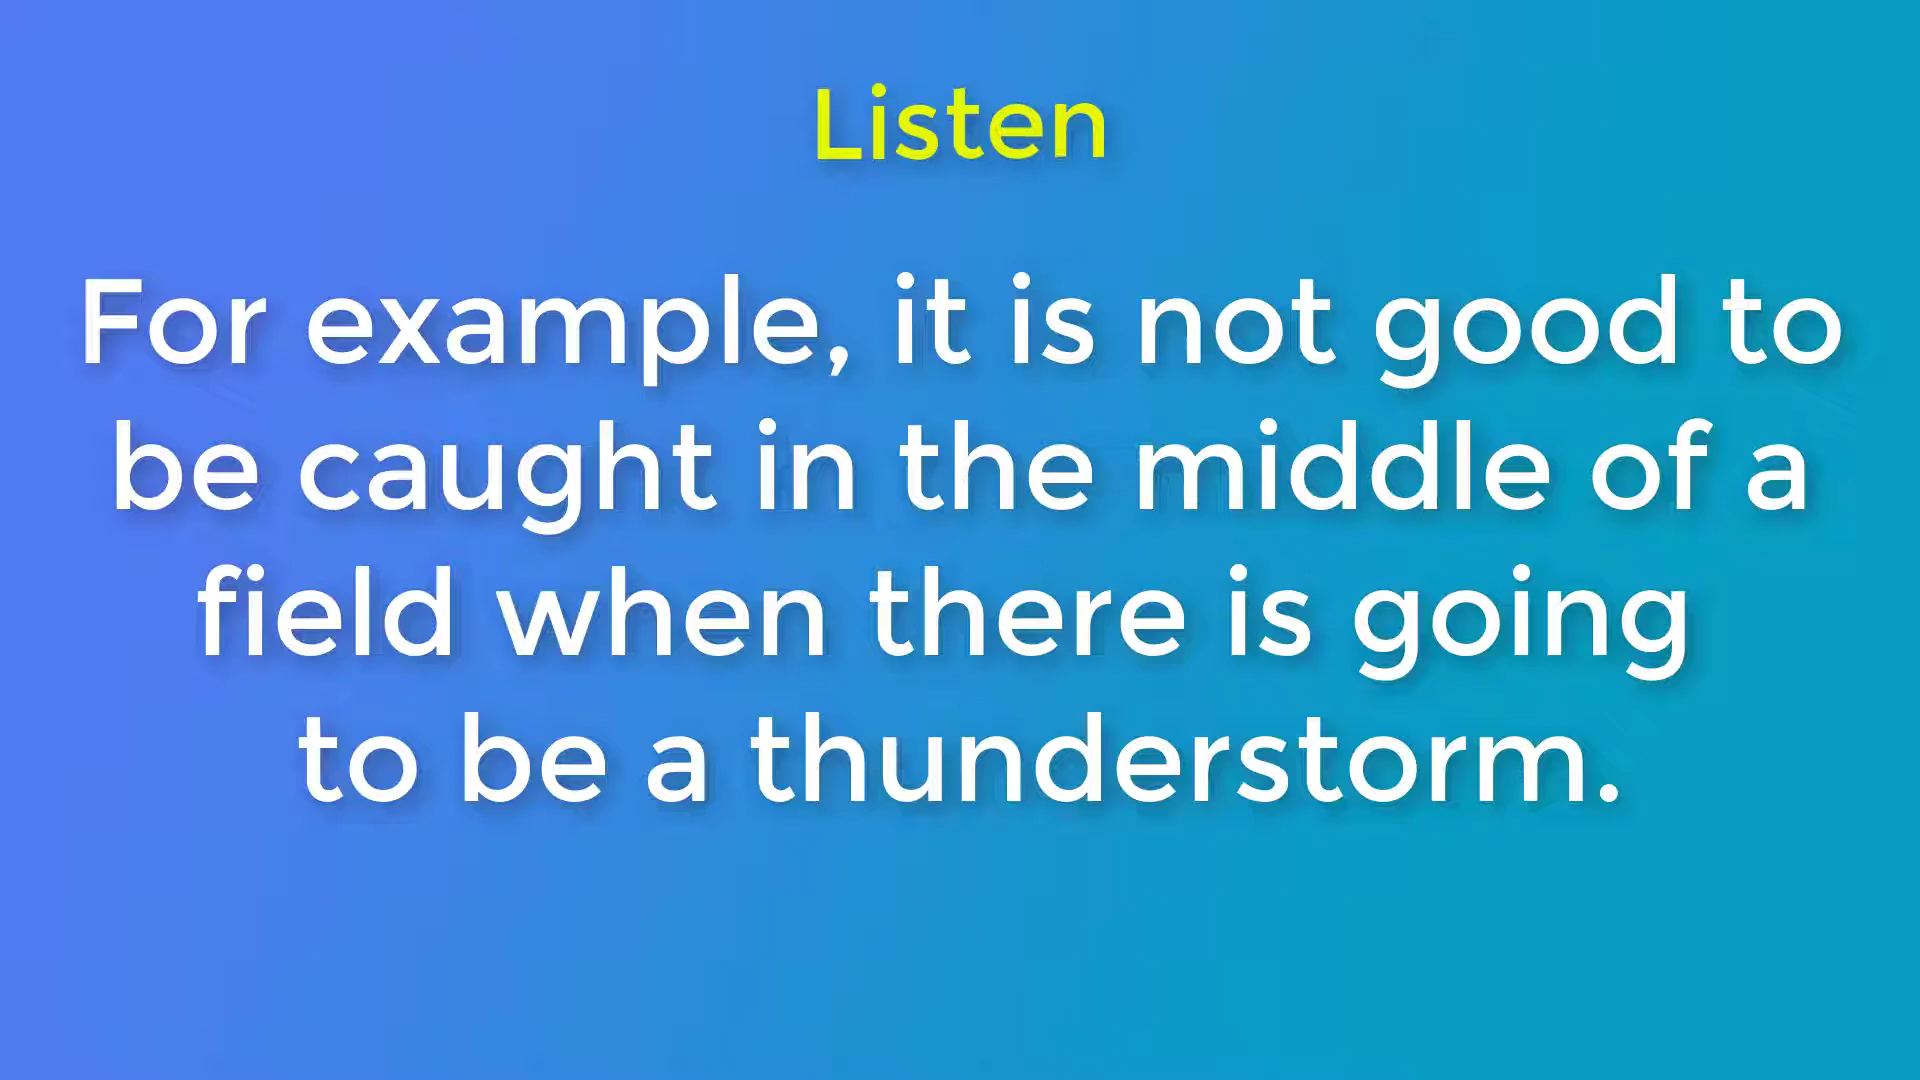 Listen
For example, it is not good to
be caught in the middle of a
field when there is going
to be a thunderstorm.